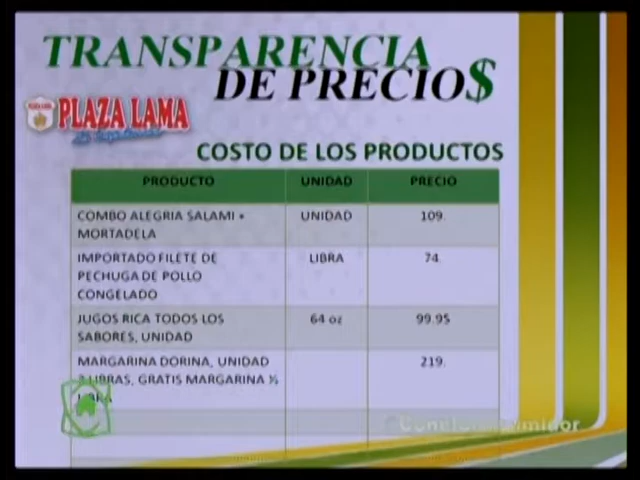 TRANSPARENCIA
DE PRECIO$
PLAZA LAMA
COSTO DE LOS PRODUCTOS
PRODUCTO UNIDAD PRECIO
COMBO ALEGRIA SALAMI + UNIDAD 109.
MORTADELA
IMPORTADO FILETE DE LIBRA 74.
PECHUGA DE POLLO
CONGELADO
JUGOS RICA TODOS LOS 64 oz 99.95
SABORES, UNIDAD
MARGARINA DORINA, UNIDAD 219.
LIBRAS, GRATIS MARGARINA ½